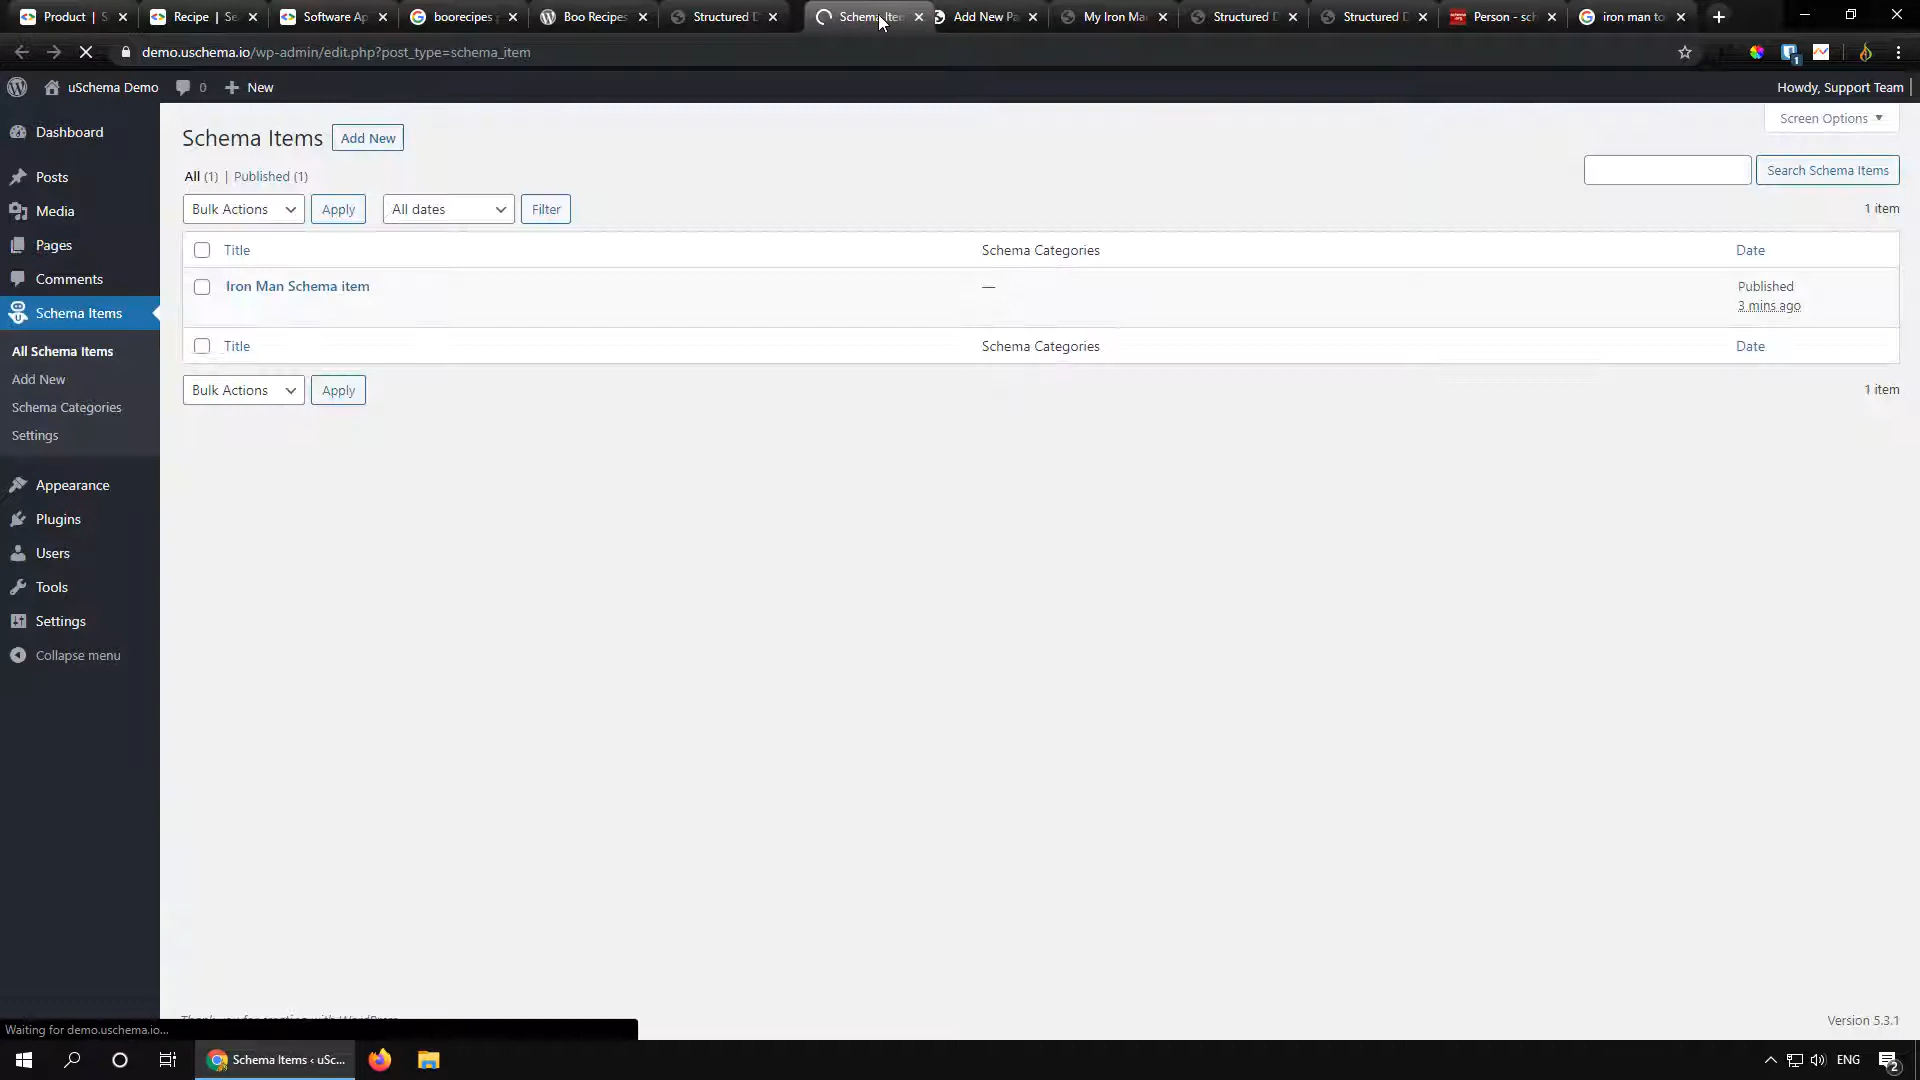 Product | S
Recipe | Se
Software Ap
boorecipes
Boo Recipes
Structured D
Schema Item
Add New Pa
My Iron Ma
Structured D
Structured D
Person - sch
iron man to
demo.uschema.io/wp-admin/edit.php?post_type=schema_item
1
uSchema Demo
0
New
Howdy, Support Team
Dashboard
Posts
Media
Pages
Comments
Schema Items
All Schema Items
Add New
Schema Categories
Settings
Appearance
Plugins
Users
Tools
Settings
Collapse menu
Screen Options
Schema Items
Add New
All (1) | Published (1)
Search Schema Items
Bulk Actions
Apply
All dates
Filter
1 item
Title
Schema Categories
Date
Iron Man Schema item
—
Published
3 mins ago
Title
Schema Categories
Date
Bulk Actions
Apply
1 item
Version 5.3.1
Waiting for demo.uschema.io...
Schema Items ‹ uSc...
ENG
2